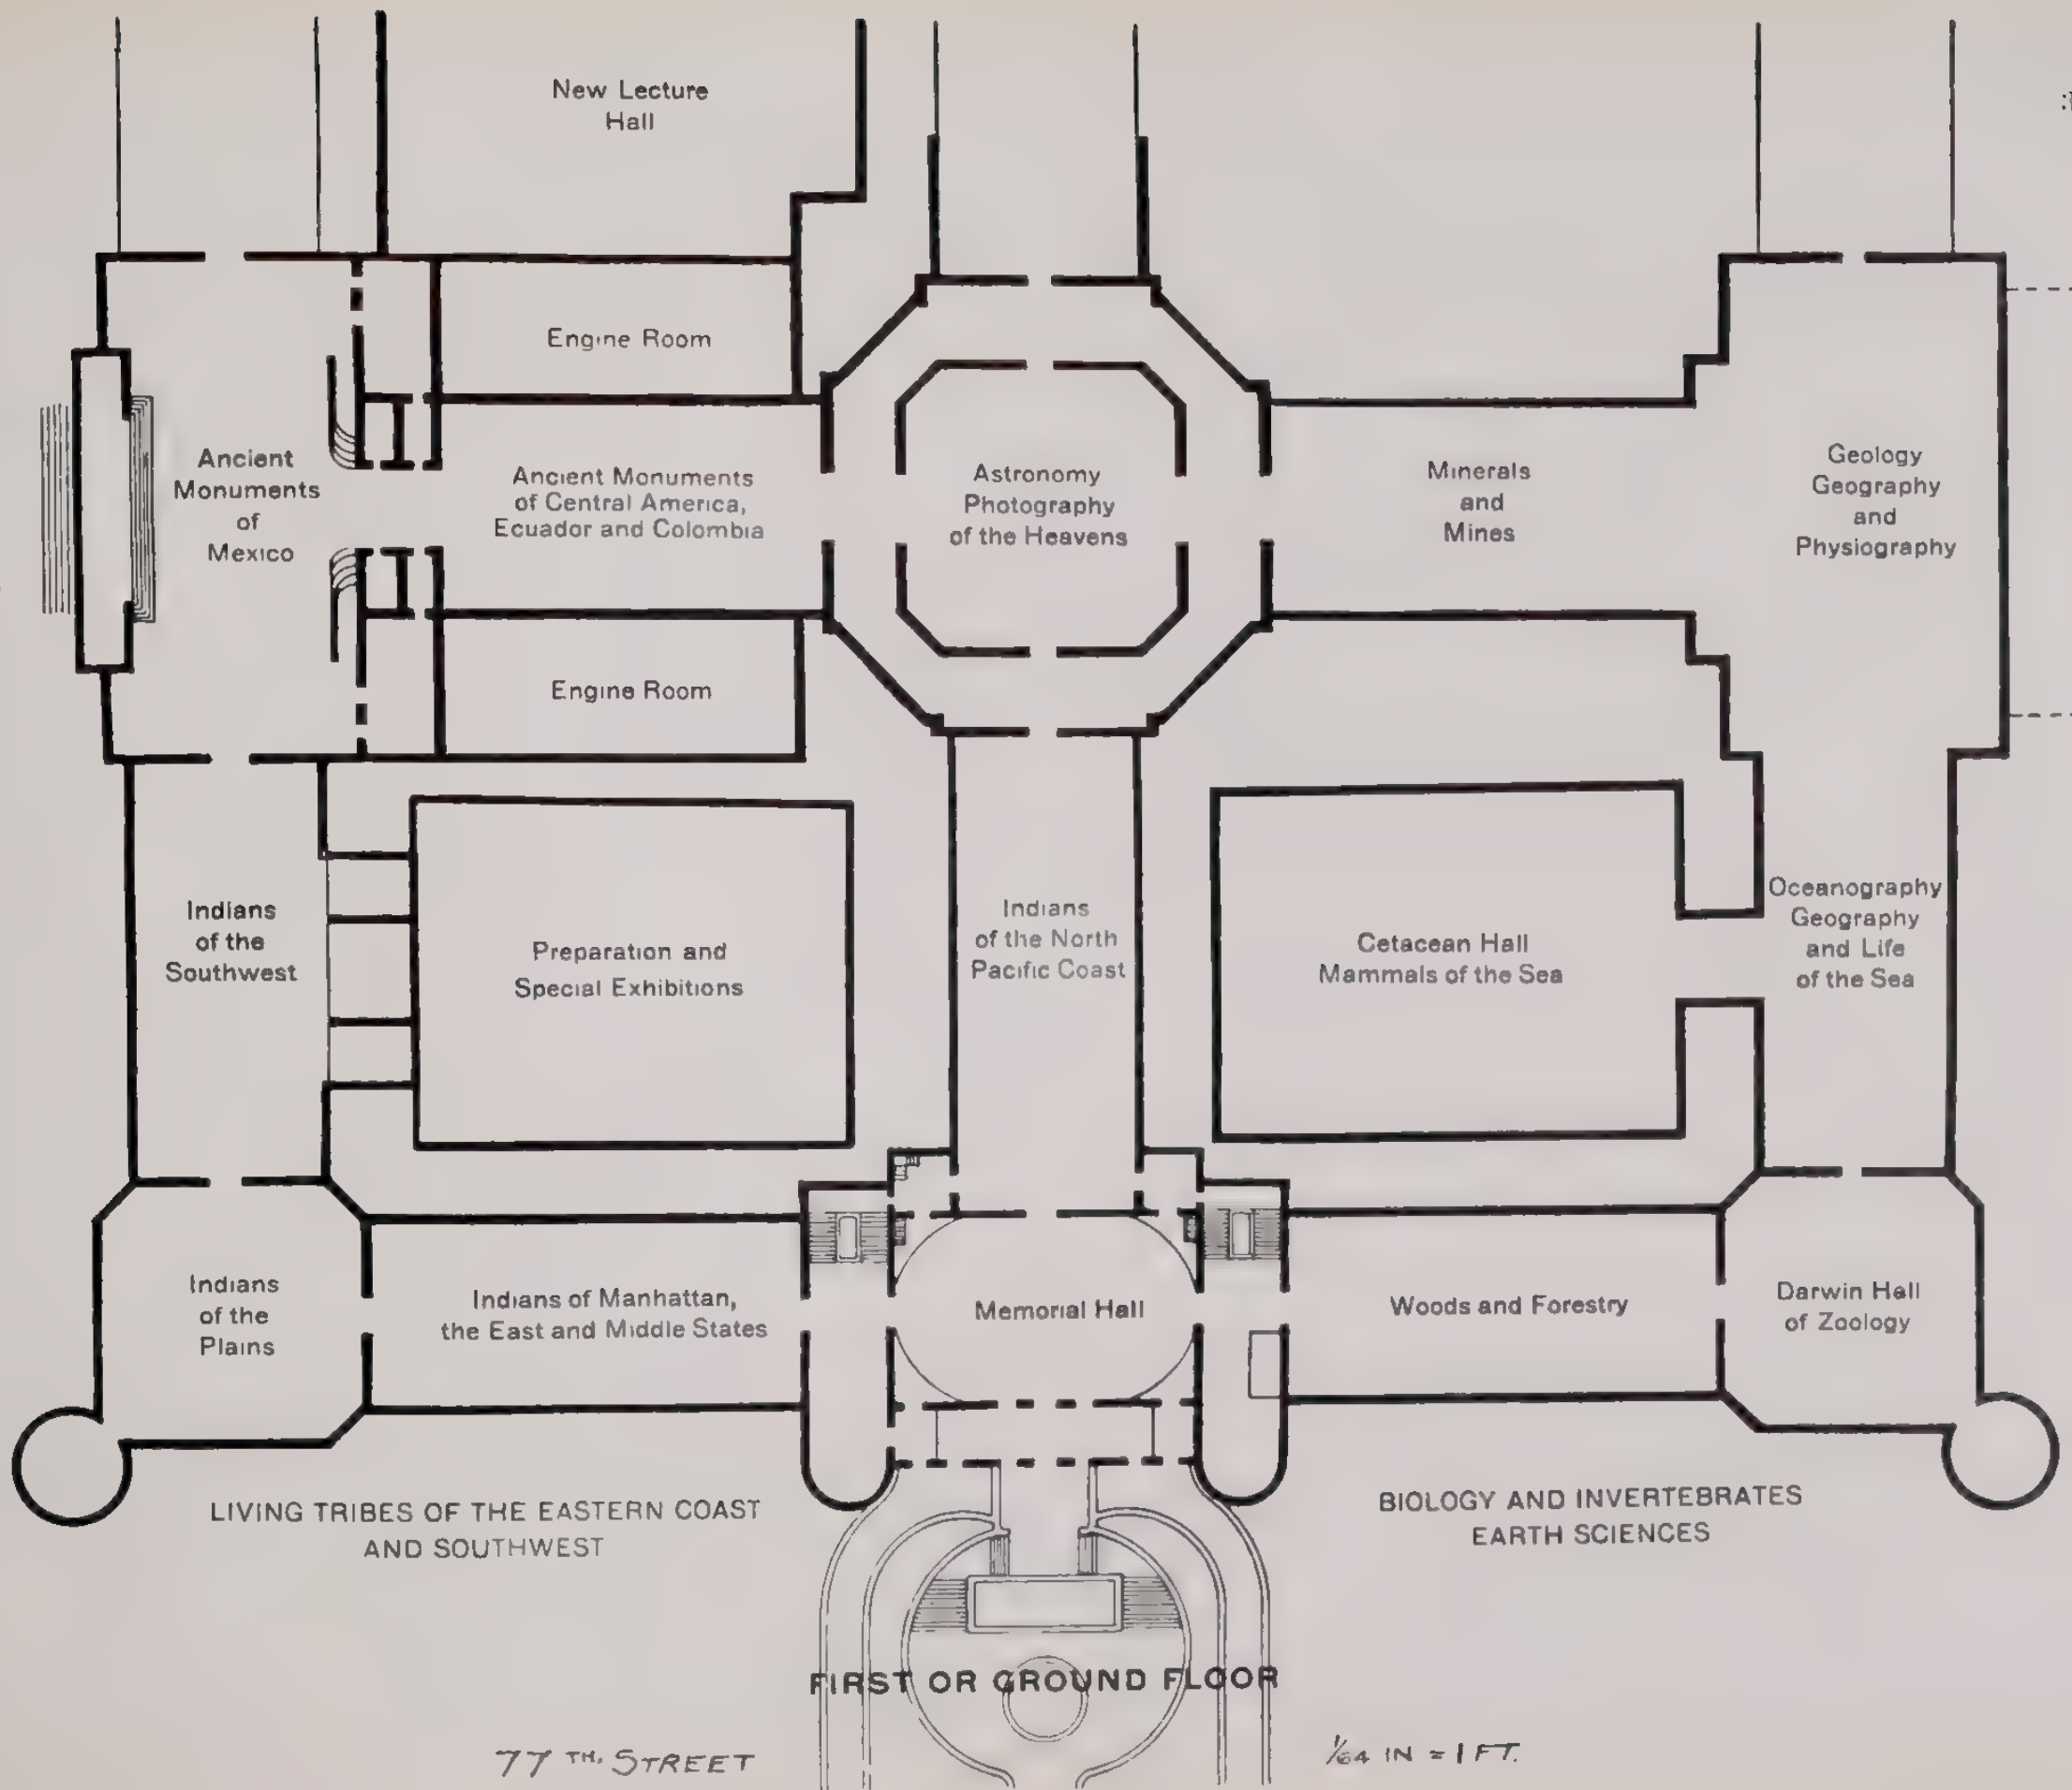 New Lecture
Hall
Engine Room
Ancient
Monuments
of
Mexico
Ancient Monuments
of Central America,
Ecuador and Colombia
Astronomy
Photography
of the Heavens
Minerals
and
Mines
Geology
Geography
and
Physiography
Engine Room
Indians
of the
Southwest
Preparation and
Special Exhibitions
Indians
of the North
Pacific Coast
Cetacean Hall
Mammals of the Sea
Oceanography
Geography
and Life
of the Sea
Indians
of the
Plains
Indians of Manhattan,
the East and Middle States
Memorial Hall
Woods and Forestry
Darwin Hall
of Zoology
LIVING TRIBES OF THE EASTERN COAST
AND SOUTHWEST
BIOLOGY AND INVERTEBRATES
EARTH SCIENCES
FIRST OR GROUND FLOOR
77 TH. STREET
1/64 IN = 1 FT.